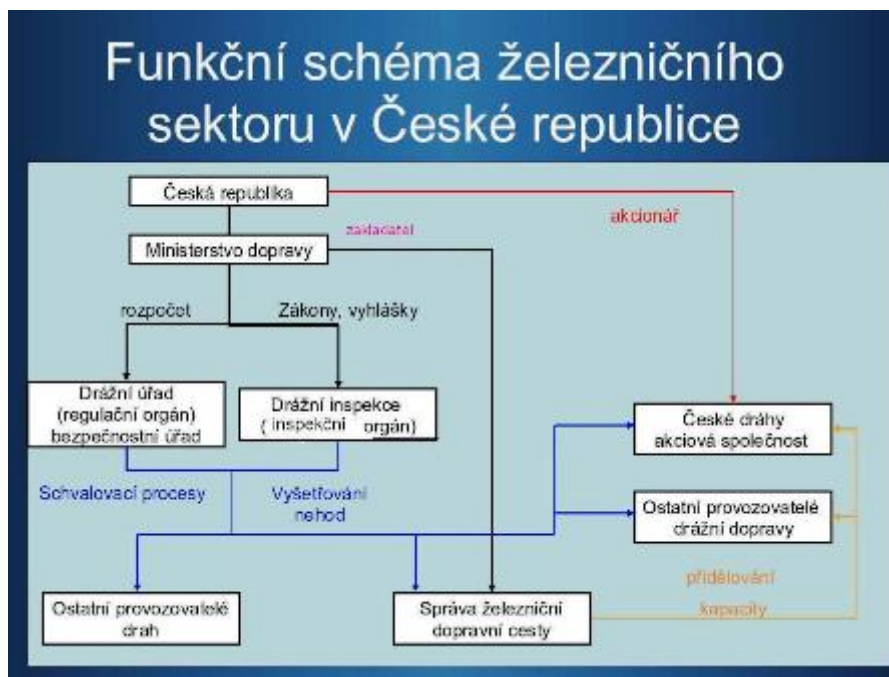 Funkční schéma železničního
sektoru v České republice
Česká republika
akcionář
zakladatel
Ministerstvo dopravy
rozpočet
Zákony, vyhlášky
Drážní úřad
(regulační orgán)
bezpečnostní úřad
Drážní inspekce
( inspekční orgán)
České dráhy
akciová společnost
Schvalovací procesy
Vyšetřování
nehod
Ostatní provozovatelé
drážní dopravy
přidělování
kapacity
Ostatní provozovatelé
drah
Správa železniční
dopravní cesty